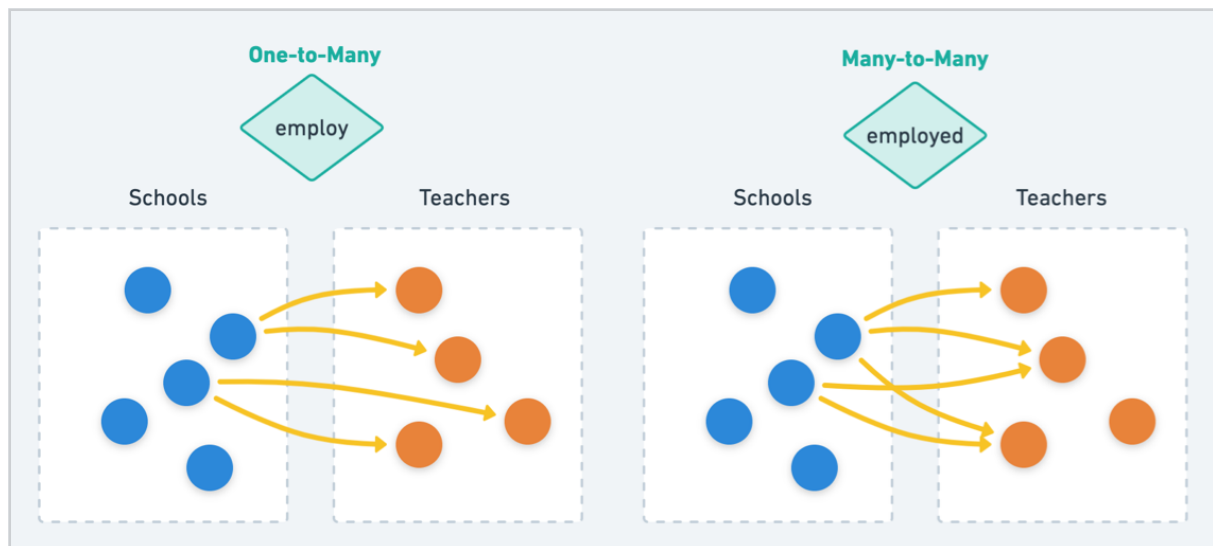 One-to-Many
employ
Schools
Teachers
Many-to-Many
employed
Schools
Teachers